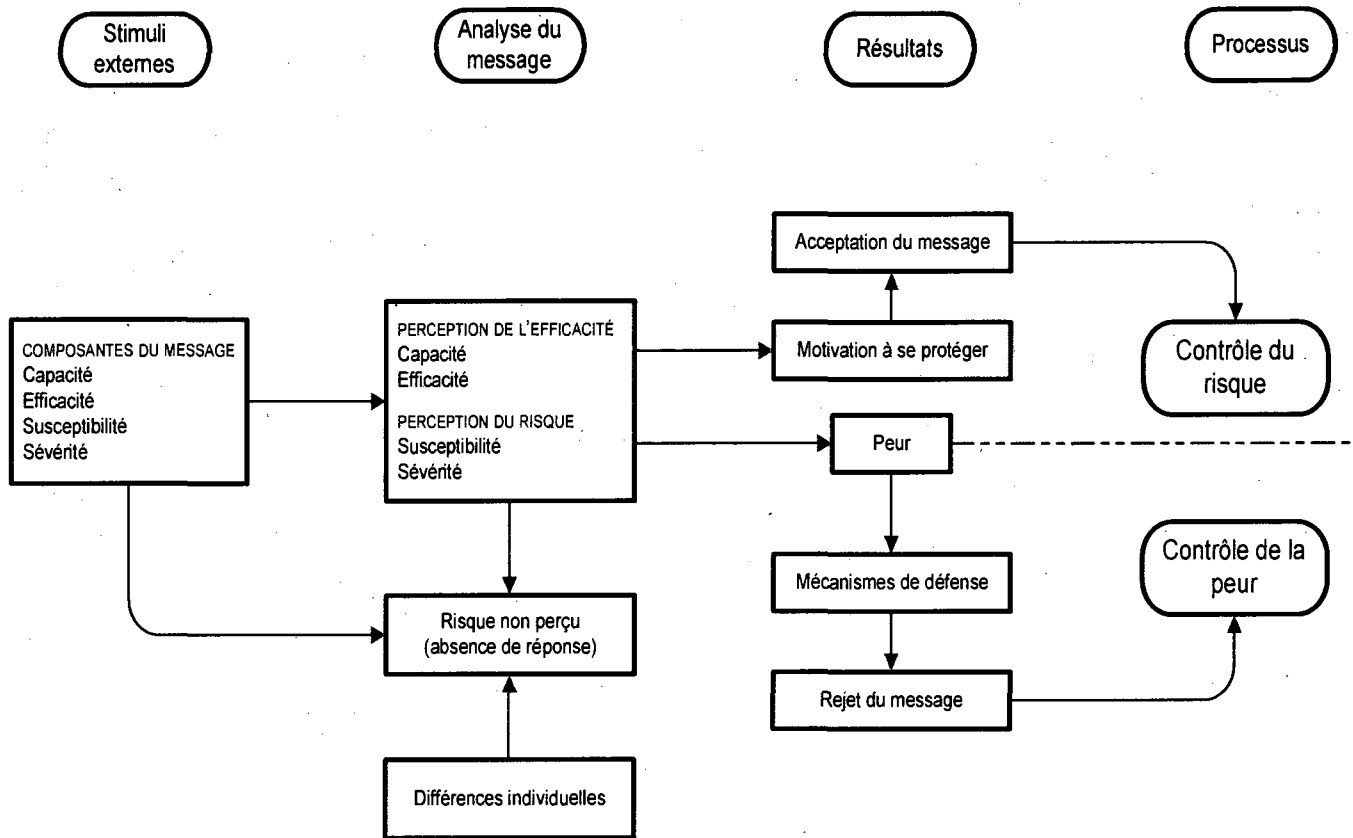 Stimuli
externes
Analyse du
message
Résultats
Processus
COMPOSANTES DU MESSAGE
Capacité
Efficacité
Susceptibilité
Sévérité
PERCEPTION DE L'EFFICACITÉ
Capacité
Efficacité
PERCEPTION DU RISQUE
Susceptibilité
Sévérité
Risque non perçu
(absence de réponse)
Différences individuelles
Acceptation du message
Motivation à se protéger
Peur
Mécanismes de défense
Rejet du message
Contrôle du
risque
Contrôle de la
peur